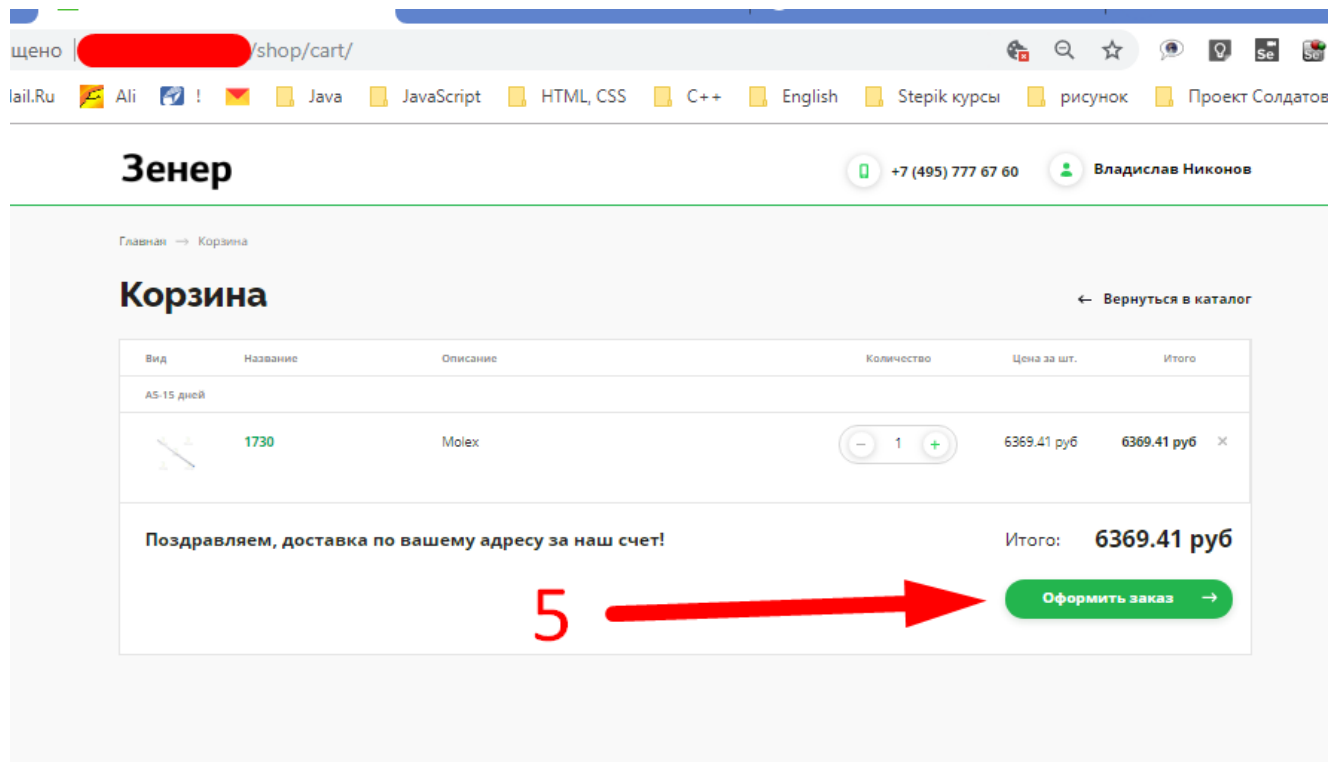 щено | /shop/cart/
lail.Ru Ali ! Java JavaScript HTML, CSS C++ English Stepik курсы рисунок Проект Солдатов
Зенер +7 (495) 777 67 60 Владислав Никонов
Главная → Корзина
Корзина ← Вернуться в каталог
Вид Название Описание Количество Цена за шт. Итого
A5-15 дней
1730 Molex − 1 + 6369.41 руб 6369.41 руб ×
Поздравляем, доставка по вашему адресу за наш счет! Итого: 6369.41 руб
5 Оформить заказ →